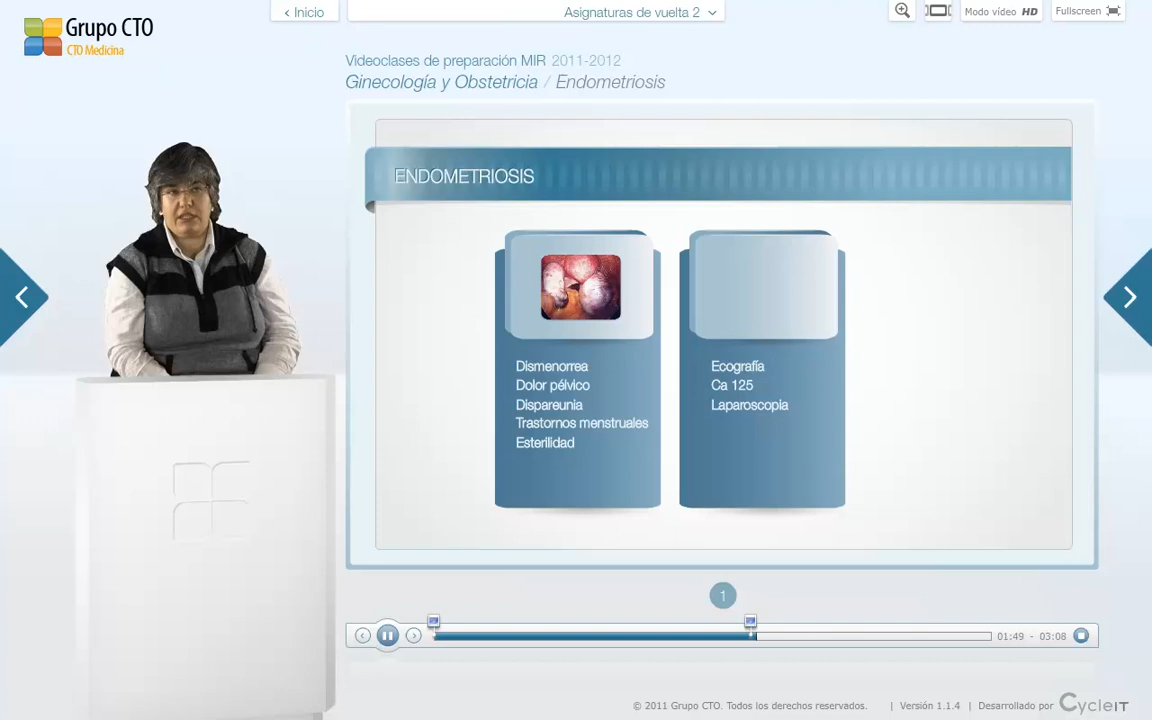 Grupo CTO
CTO Medicina
‹ Inicio
Asignaturas de vuelta 2
Modo vídeo HD
Fullscreen
Videoclases de preparación MIR 2011-2012
Ginecología y Obstetricia / Endometriosis
ENDOMETRIOSIS
Dismenorrea
Dolor pélvico
Dispareunia
Trastornos menstruales
Esterilidad
Ecografía
Ca 125
Laparoscopia
1
01:49 - 03:08
© 2011 Grupo CTO. Todos los derechos reservados. | Versión 1.1.4 | Desarrollado por CycleIT